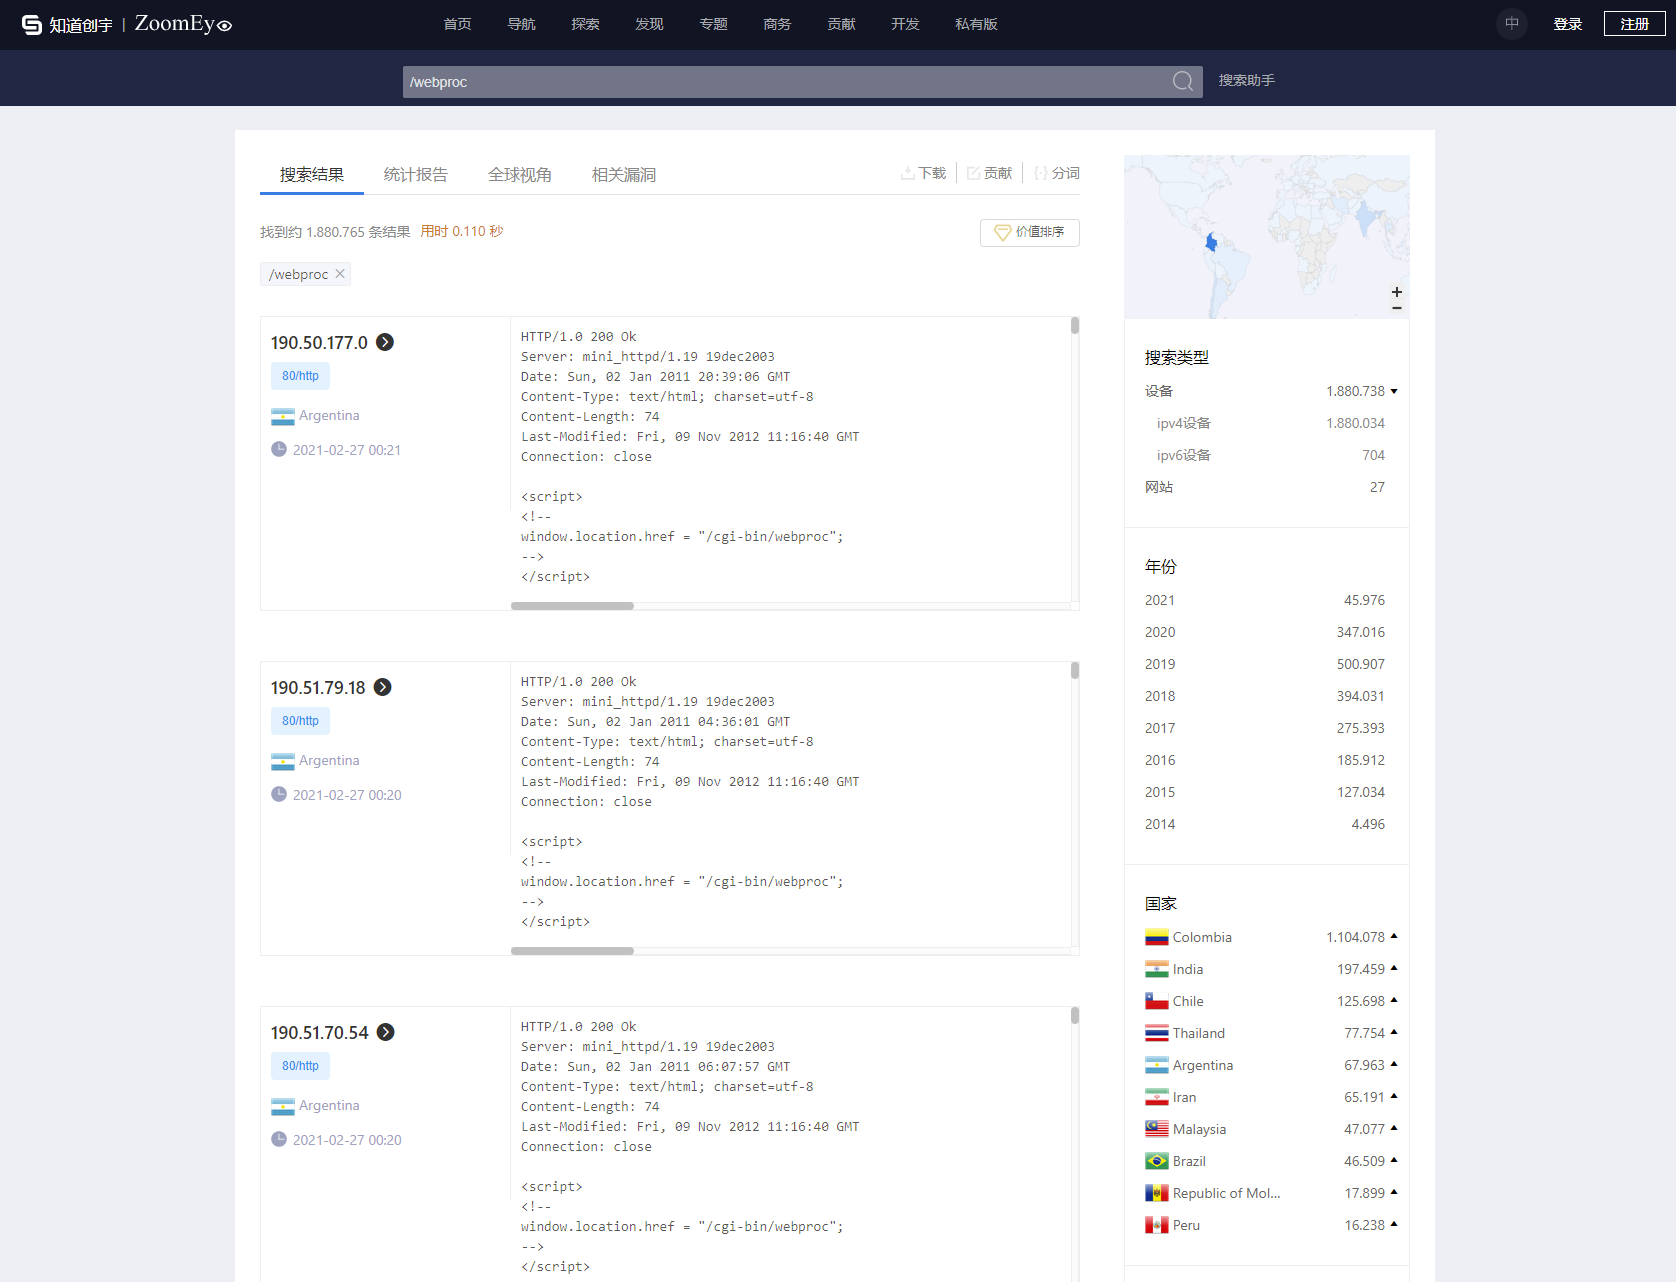 知道创宇 | ZoomEye
首页 导航 探索 发现 专题 商务 贡献 开发 私有版
中 登录 注册
/webproc
搜索助手
搜索结果 统计报告 全球视角 相关漏洞
下载 贡献 分词
找到约 1.880.765 条结果 用时 0.110 秒
价值排序
/webproc
190.50.177.0
80/http
Argentina
2021-02-27 00:21
HTTP/1.0 200 Ok
Server: mini_httpd/1.19 19dec2003
Date: Sun, 02 Jan 2011 20:39:06 GMT
Content-Type: text/html; charset=utf-8
Content-Length: 74
Last-Modified: Fri, 09 Nov 2012 11:16:40 GMT
Connection: close
<script>
<!--
window.location.href = "/cgi-bin/webproc";
-->
</script>
190.51.79.18
80/http
Argentina
2021-02-27 00:20
HTTP/1.0 200 Ok
Server: mini_httpd/1.19 19dec2003
Date: Sun, 02 Jan 2011 04:36:01 GMT
Content-Type: text/html; charset=utf-8
Content-Length: 74
Last-Modified: Fri, 09 Nov 2012 11:16:40 GMT
Connection: close
<script>
<!--
window.location.href = "/cgi-bin/webproc";
-->
</script>
190.51.70.54
80/http
Argentina
2021-02-27 00:20
HTTP/1.0 200 Ok
Server: mini_httpd/1.19 19dec2003
Date: Sun, 02 Jan 2011 06:07:57 GMT
Content-Type: text/html; charset=utf-8
Content-Length: 74
Last-Modified: Fri, 09 Nov 2012 11:16:40 GMT
Connection: close
<script>
<!--
window.location.href = "/cgi-bin/webproc";
-->
</script>
+
−
搜索类型
设备 1.880.738
ipv4设备 1.880.034
ipv6设备 704
网站 27
年份
2021 45.976
2020 347.016
2019 500.907
2018 394.031
2017 275.393
2016 185.912
2015 127.034
2014 4.496
国家
Colombia 1.104.078
India 197.459
Chile 125.698
Thailand 77.754
Argentina 67.963
Iran 65.191
Malaysia 47.077
Brazil 46.509
Republic of Mol... 17.899
Peru 16.238